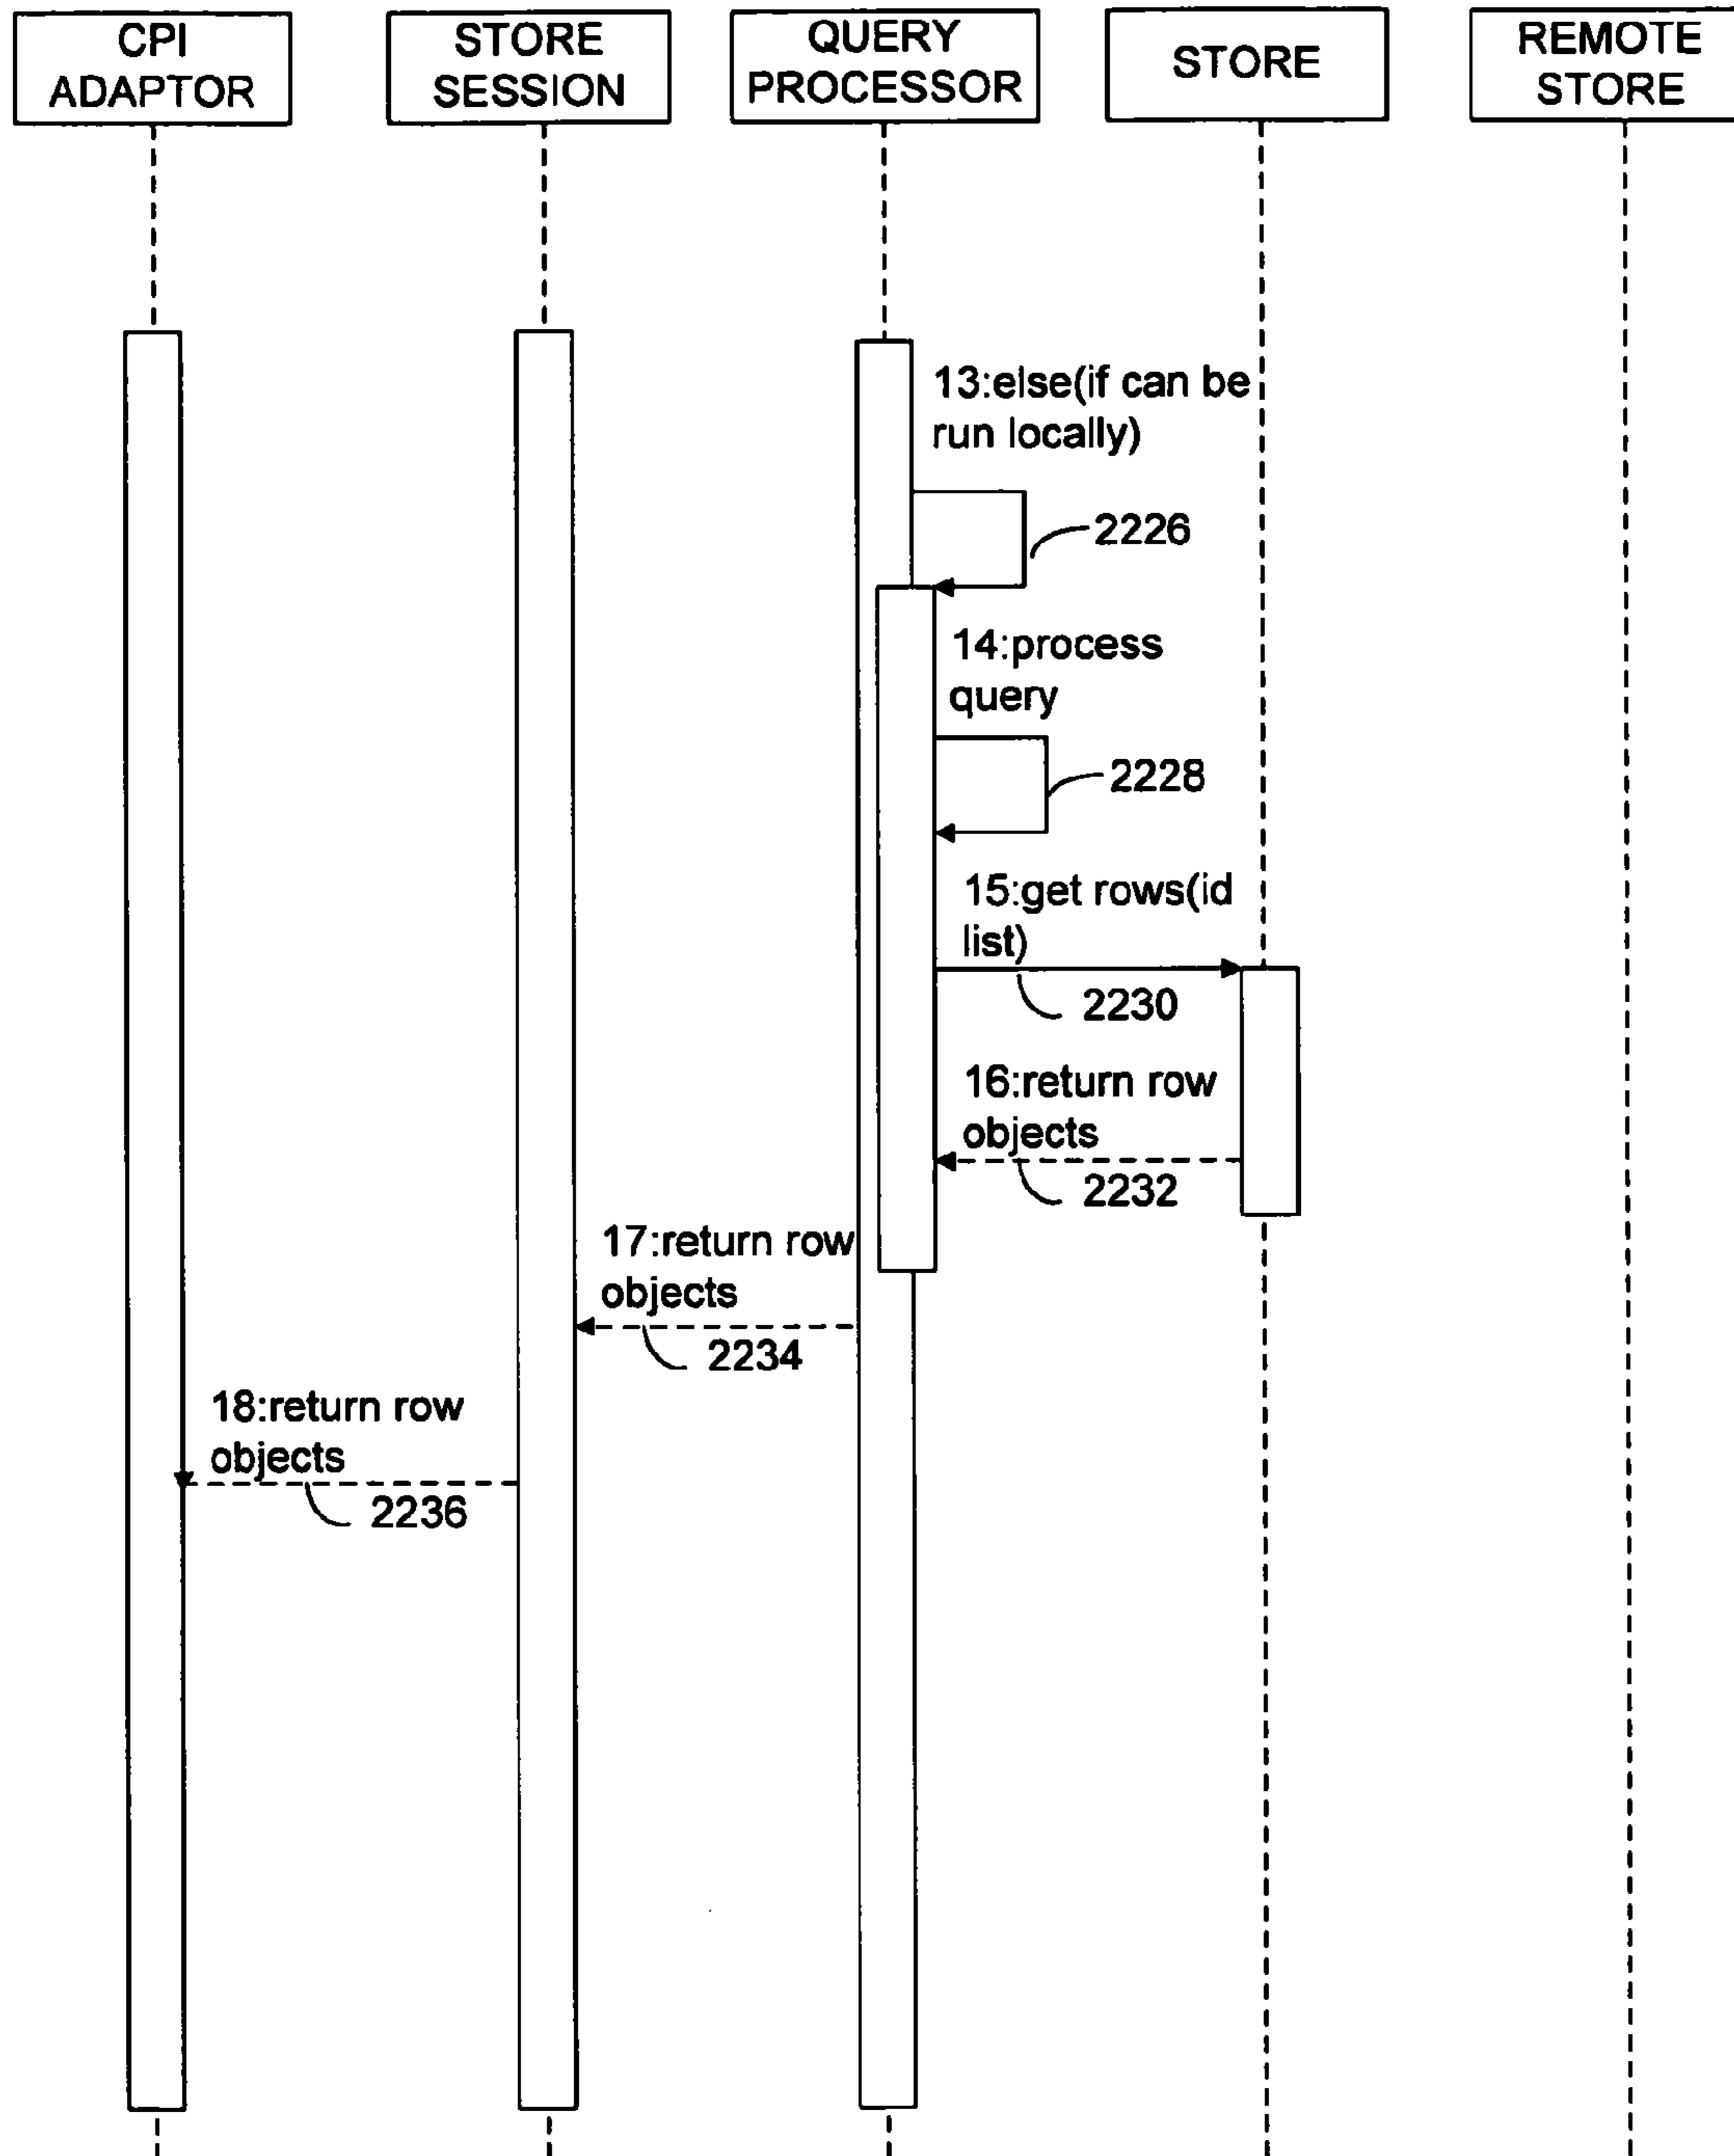 CPI
ADAPTOR
STORE
SESSION
QUERY
PROCESSOR
STORE
REMOTE
STORE
13:else(if can be
run locally)
2226
14:process
query
2228
15:get rows(id
list)
2230
16:return row
objects
2232
17:return row
objects
2234
18:return row
objects
2236